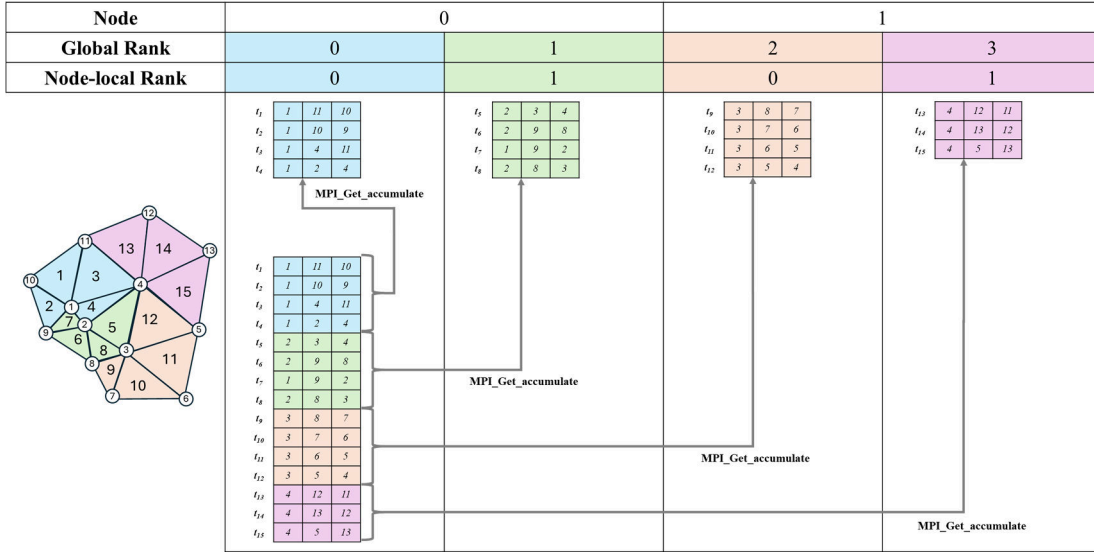 Node 0 1
Global Rank 0 1 2 3
Node-local Rank 0 1 0 1
t1 1 11 10
t2 1 10 9
t3 1 4 11
t4 1 2 4
t5 2 3 4
t6 2 9 8
t7 1 9 2
t8 2 8 3
t9 3 8 7
t10 3 7 6
t11 3 6 5
t12 3 5 4
t13 4 12 11
t14 4 13 12
t15 4 5 13
MPI_Get_accumulate
12
11 13 14 13
10 1 3 4
15
2 1 4
7 2 5 12 5
9 6 8 3 11
8 9
10
7 6
t1 1 11 10
t2 1 10 9
t3 1 4 11
t4 1 2 4
t5 2 3 4
t6 2 9 8
t7 1 9 2
t8 2 8 3
t9 3 8 7
t10 3 7 6
t11 3 6 5
t12 3 5 4
t13 4 12 11
t14 4 13 12
t15 4 5 13
MPI_Get_accumulate
MPI_Get_accumulate
MPI_Get_accumulate